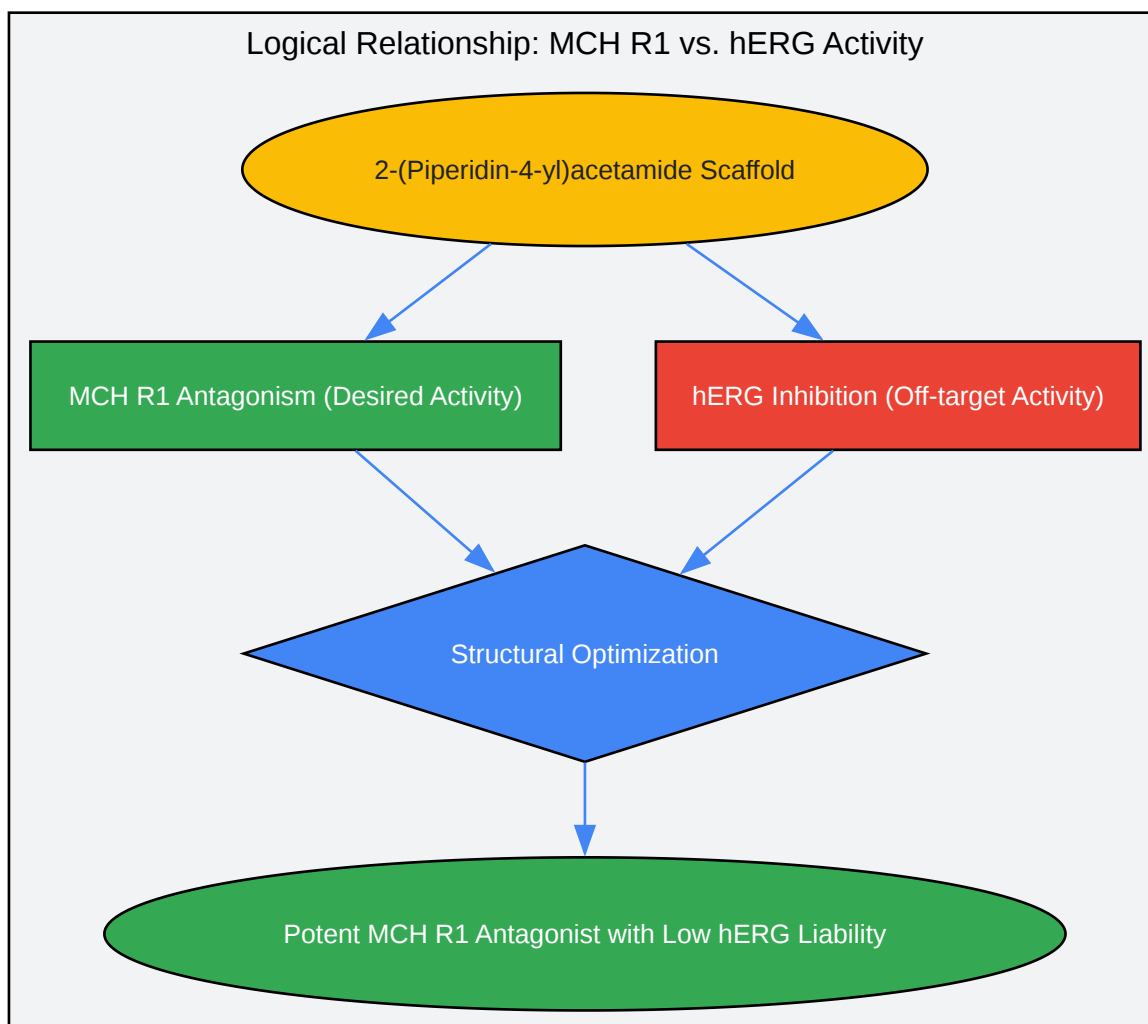 Logical Relationship: MCH R1 vs. hERG Activity
2-(Piperidin-4-yl)acetamide Scaffold
MCH R1 Antagonism (Desired Activity)
hERG Inhibition (Off-target Activity)
Structural Optimization
Potent MCH R1 Antagonist with Low hERG Liability